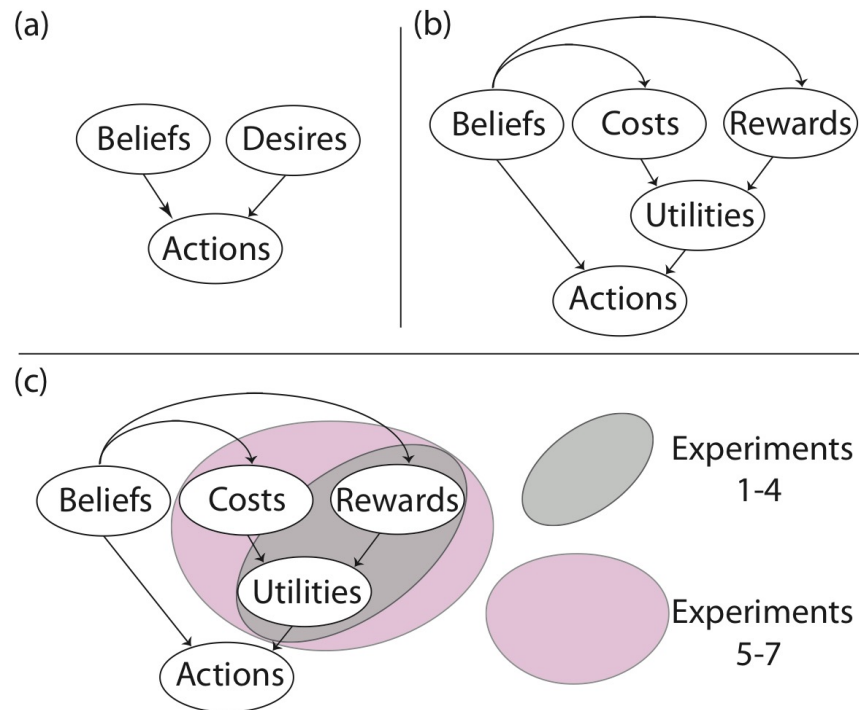 (a)
Beliefs
Desires
Actions
(b)
Beliefs
Costs
Rewards
Utilities
Actions
(c)
Beliefs
Costs
Rewards
Utilities
Actions
Experiments
1-4
Experiments
5-7